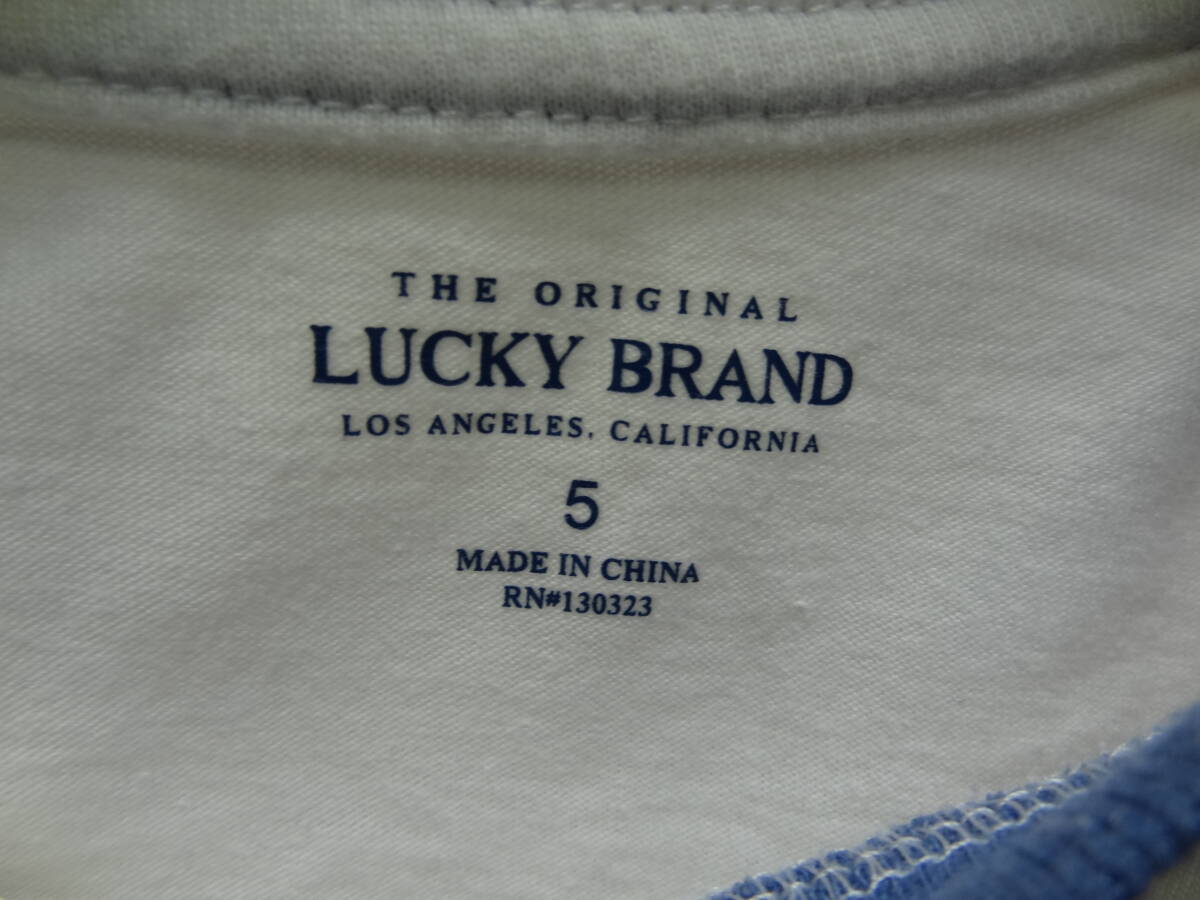 THE ORIGINAL
LUCKY BRAND
LOS ANGELES, CALIFORNIA
5
MADE IN CHINA
RN#130323